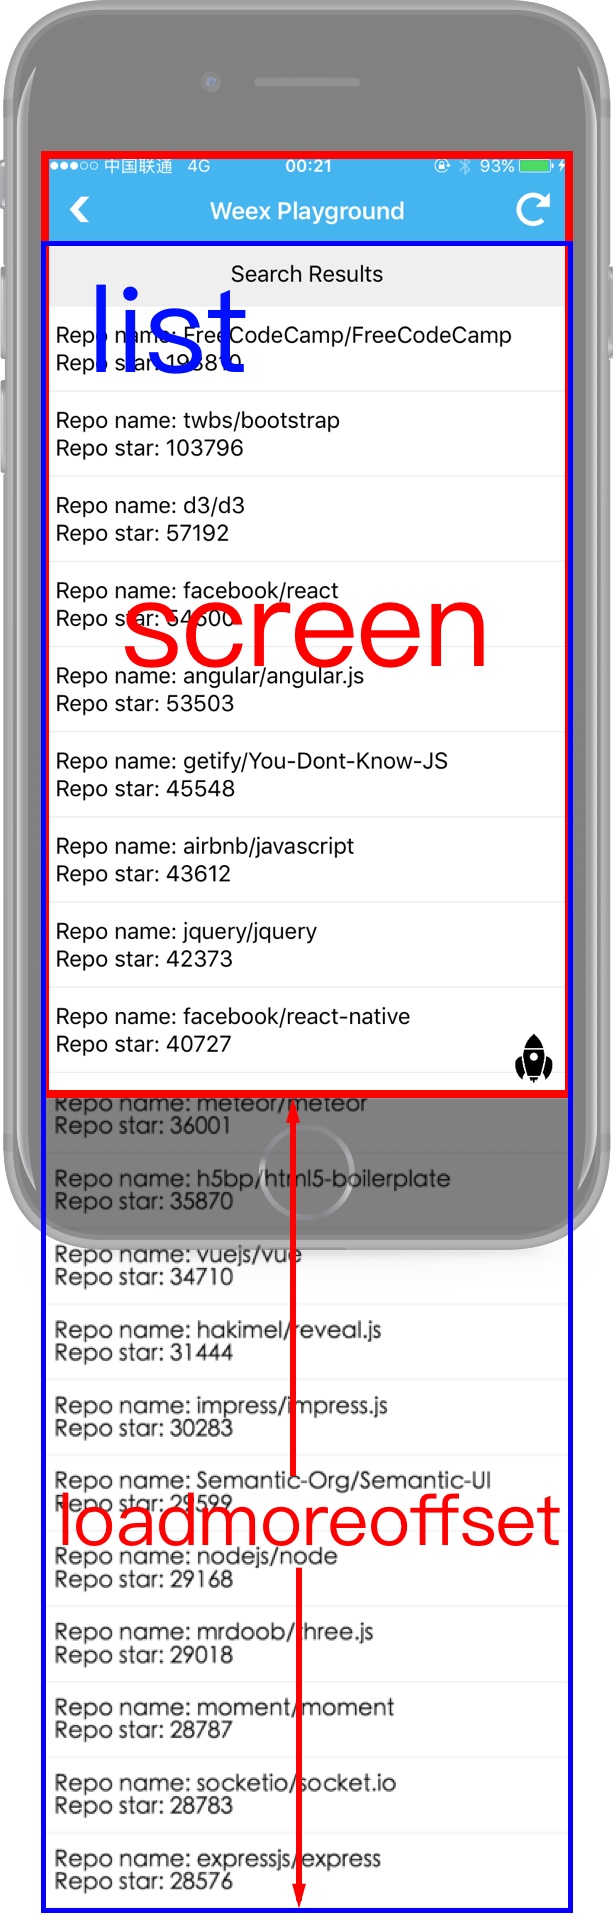 中国联通 4G 00:21 93%
Weex Playground
Search Results
list
Repo name: FreeCodeCamp/FreeCodeCamp
Repo star:
Repo name: twbs/bootstrap
Repo star: 103796
Repo name: d3/d3
Repo star: 57192
Repo name: facebook/react
Repo star: 54600
screen
Repo name: angular/angular.js
Repo star: 53503
Repo name: getify/You-Dont-Know-JS
Repo star: 45548
Repo name: airbnb/javascript
Repo star: 43612
Repo name: jquery/jquery
Repo star: 42373
Repo name: facebook/react-native
Repo star: 40727
Repo name: meteor/meteor
Repo star: 36001
Repo name: h5bp/html5-boilerplate
Repo star: 35870
Repo name: vuejs/vue
Repo star: 34710
Repo name: hakimel/reveal.js
Repo star: 31444
Repo name: impress/impress.js
Repo star: 30283
Repo name: Semantic-Org/Semantic-UI
Repo star: 29599
loadmoreoffset
Repo name: nodejs/node
Repo star: 29168
Repo name: mrdoob/three.js
Repo star: 29018
Repo name: moment/moment
Repo star: 28787
Repo name: socketio/socket.io
Repo star: 28783
Repo name: expressjs/express
Repo star: 28576